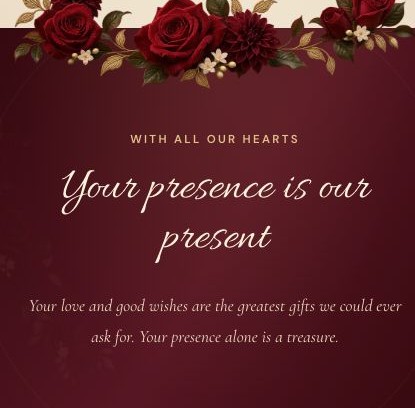 WITH ALL OUR HEARTS
Your presence is our
present
Your love and good wishes are the greatest gifts we could ever
ask for. Your presence alone is a treasure.